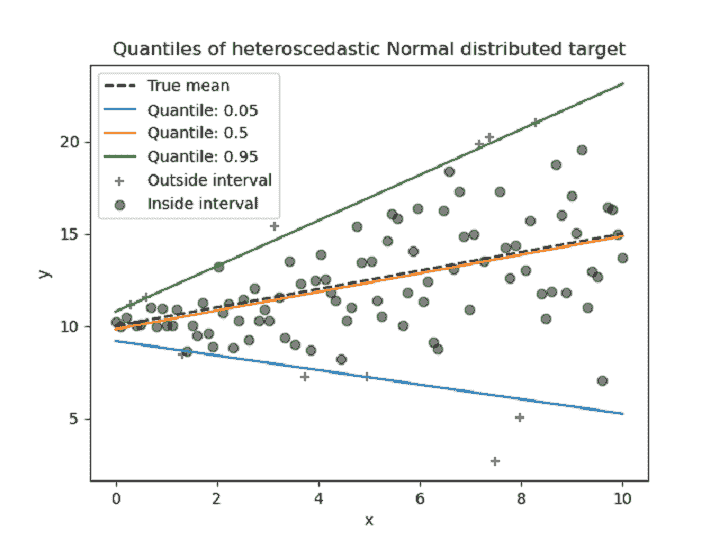 Quantiles of heteroscedastic Normal distributed target
True mean
Quantile: 0.05
Quantile: 0.5
Quantile: 0.95
Outside interval
Inside interval
20
15
10
5
y
0 2 4 6 8 10
x